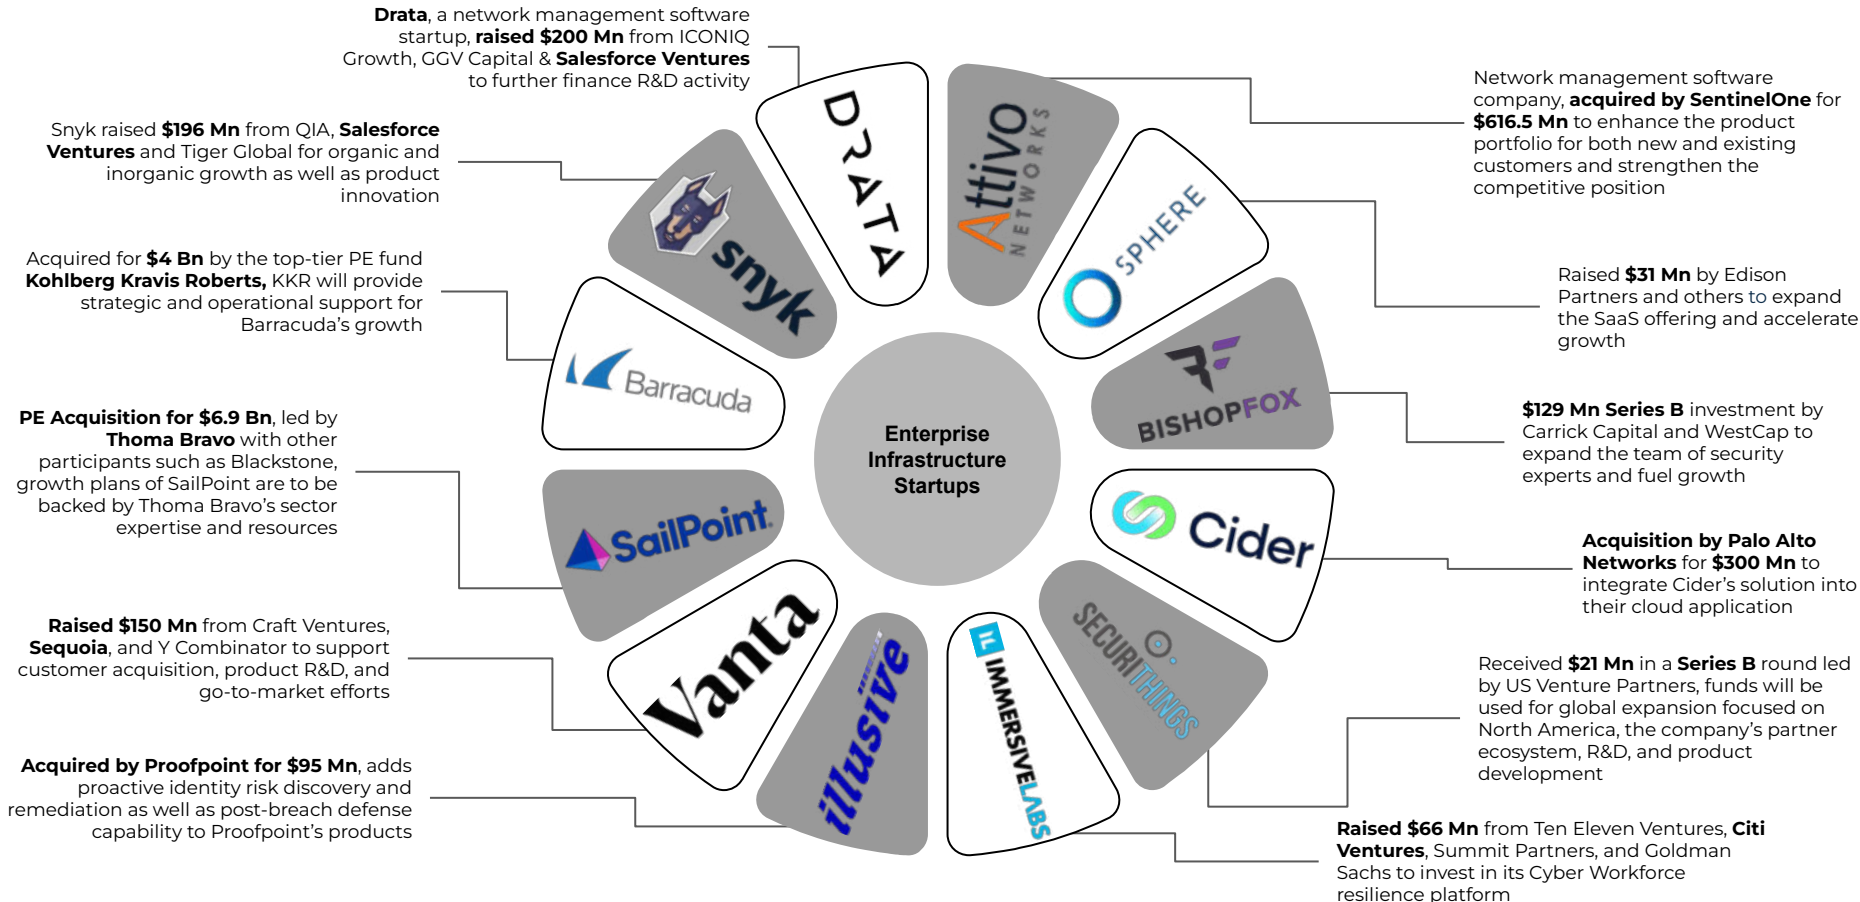 Drata, a network management software
startup, raised $200 Mn from ICONIQ
Growth, GGV Capital & Salesforce Ventures
to further finance R&D activity
Snyk raised $196 Mn from QIA, Salesforce
Ventures and Tiger Global for organic and
inorganic growth as well as product
innovation
Acquired for $4 Bn by the top-tier PE fund
Kohlberg Kravis Roberts, KKR will provide
strategic and operational support for
Barracuda’s growth
PE Acquisition for $6.9 Bn, led by
Thoma Bravo with other
participants such as Blackstone,
growth plans of SailPoint are to be
backed by Thoma Bravo’s sector
expertise and resources
Raised $150 Mn from Craft Ventures,
Sequoia, and Y Combinator to support
customer acquisition, product R&D, and
go-to-market efforts
Acquired by Proofpoint for $95 Mn, adds
proactive identity risk discovery and
remediation as well as post-breach defense
capability to Proofpoint’s products
DRATA
snyk
Barracuda
SailPoint
Vanta
illusive
Enterprise
Infrastructure
Startups
Attivo
NETWORKS
SPHERE
BISHOPFOX
Cider
SECURITHINGS
IL IMMERSIVELABS
Network management software
company, acquired by SentinelOne for
$616.5 Mn to enhance the product
portfolio for both new and existing
customers and strengthen the
competitive position
Raised $31 Mn by Edison
Partners and others to expand
the SaaS offering and accelerate
growth
$129 Mn Series B investment by
Carrick Capital and WestCap to
expand the team of security
experts and fuel growth
Acquisition by Palo Alto
Networks for $300 Mn to
integrate Cider’s solution into
their cloud application
Received $21 Mn in a Series B round led
by US Venture Partners, funds will be
used for global expansion focused on
North America, the company’s partner
ecosystem, R&D, and product
development
Raised $66 Mn from Ten Eleven Ventures, Citi
Ventures, Summit Partners, and Goldman
Sachs to invest in its Cyber Workforce
resilience platform